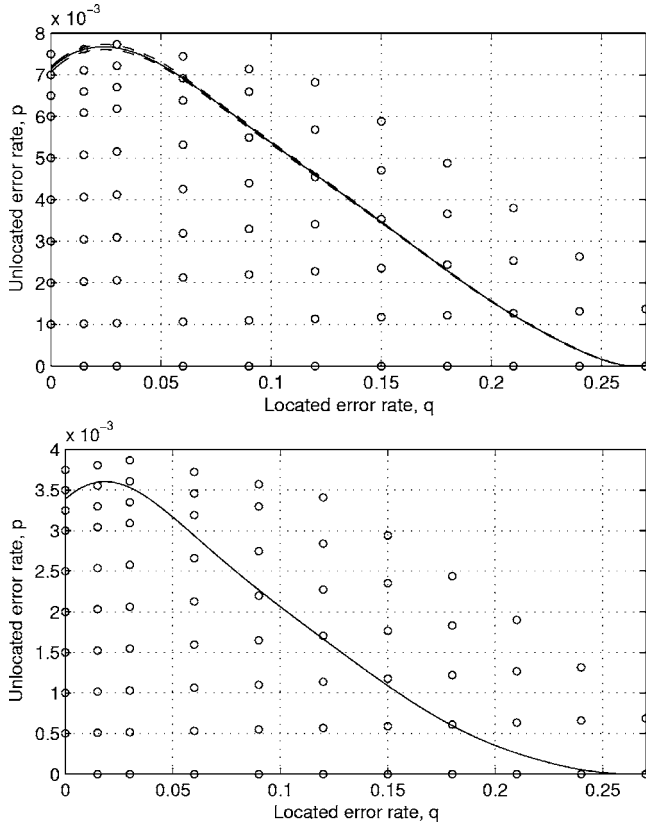 x 10⁻³
8
7
6
5
4
3
2
1
0
Unlocated error rate, p
0 0.05 0.1 0.15 0.2 0.25
Located error rate, q
x 10⁻³
4
3.5
3
2.5
2
1.5
1
0.5
0
Unlocated error rate, p
0 0.05 0.1 0.15 0.2 0.25
Located error rate, q